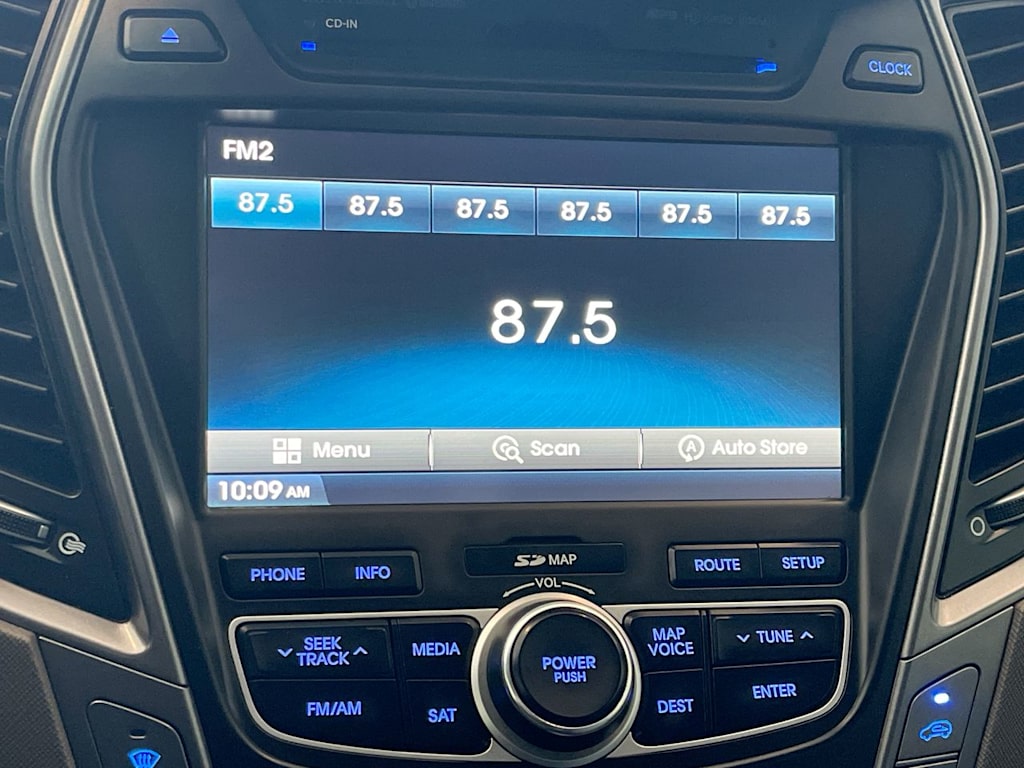 CD-IN
CLOCK
FM2
87.5 87.5 87.5 87.5 87.5 87.5
87.5
Menu Scan Auto Store
10:09 AM
SD MAP
PHONE INFO ROUTE SETUP
VOL
SEEK
TRACK
MEDIA
POWER
PUSH
MAP
VOICE
TUNE
FM/AM
SAT
DEST
ENTER